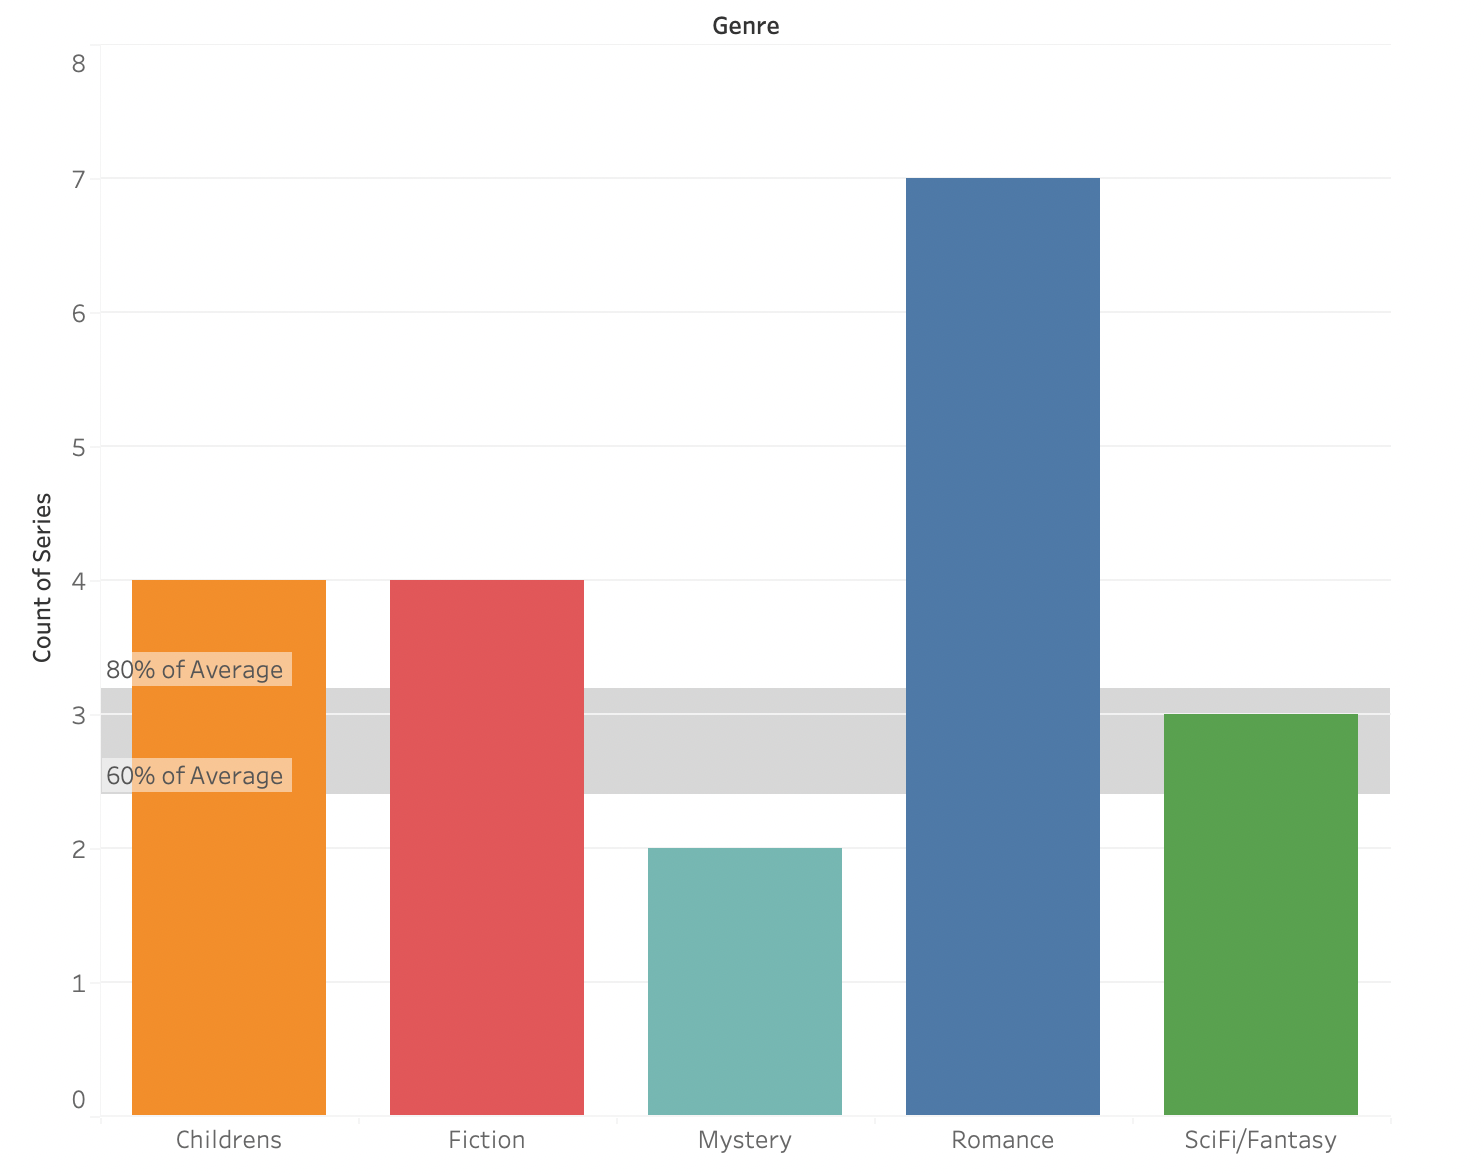 Genre
8
7
6
5
4
3
2
1
0
Count of Series
80% of Average
60% of Average
Childrens
Fiction
Mystery
Romance
SciFi/Fantasy